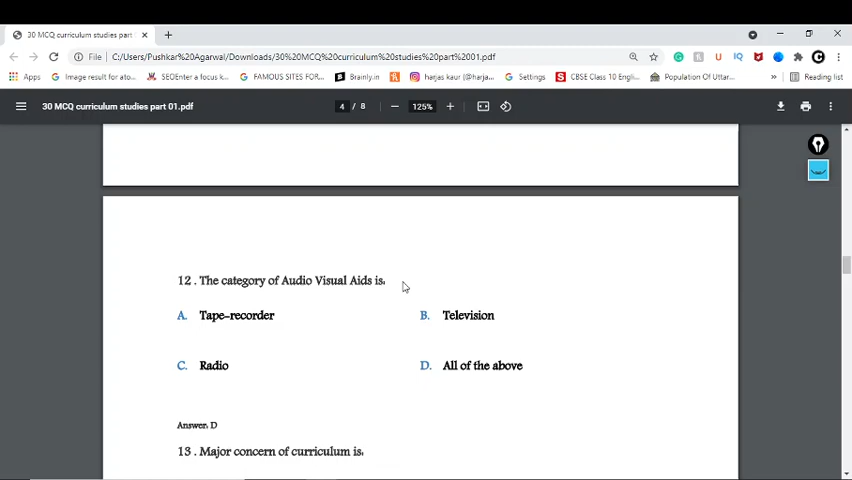 30 MCQ curriculum studies part
File
C:/Users/Pushkar%20Agarwal/Downloads/30%20MCQ%20curriculum%20studies%20part%2001.pdf
Apps
Image result for ato...
SEOEnter a focus k...
FAMOUS SITES FOR...
Brainly.in
harjas kaur (@harja...
Settings
CBSE Class 10 Engli...
Population Of Uttar...
»
Reading list
30 MCQ curriculum studies part 01.pdf
4 / 8
125%
12 . The category of Audio Visual Aids is:
A. Tape-recorder
B. Television
C. Radio
D. All of the above
Answer: D
13 . Major concern of curriculum is: